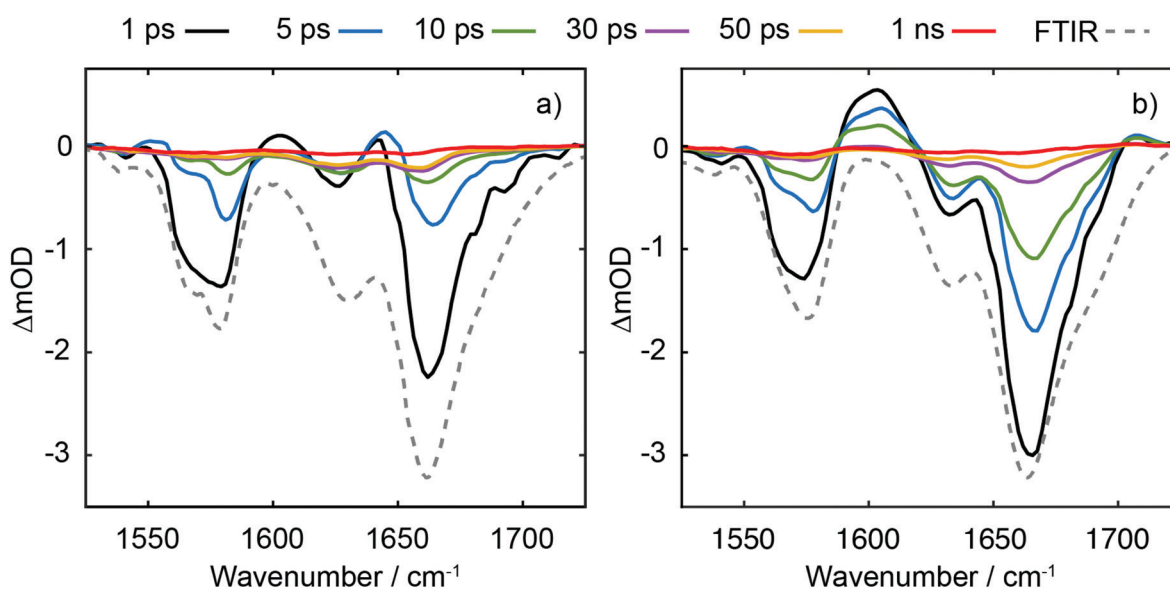 1 ps 5 ps 10 ps 30 ps 50 ps 1 ns FTIR
a) b)
0 0
-1 -1
-2 -2
-3 -3
ΔmOD ΔmOD
1550 1600 1650 1700 1550 1600 1650 1700
Wavenumber / cm⁻¹ Wavenumber / cm⁻¹